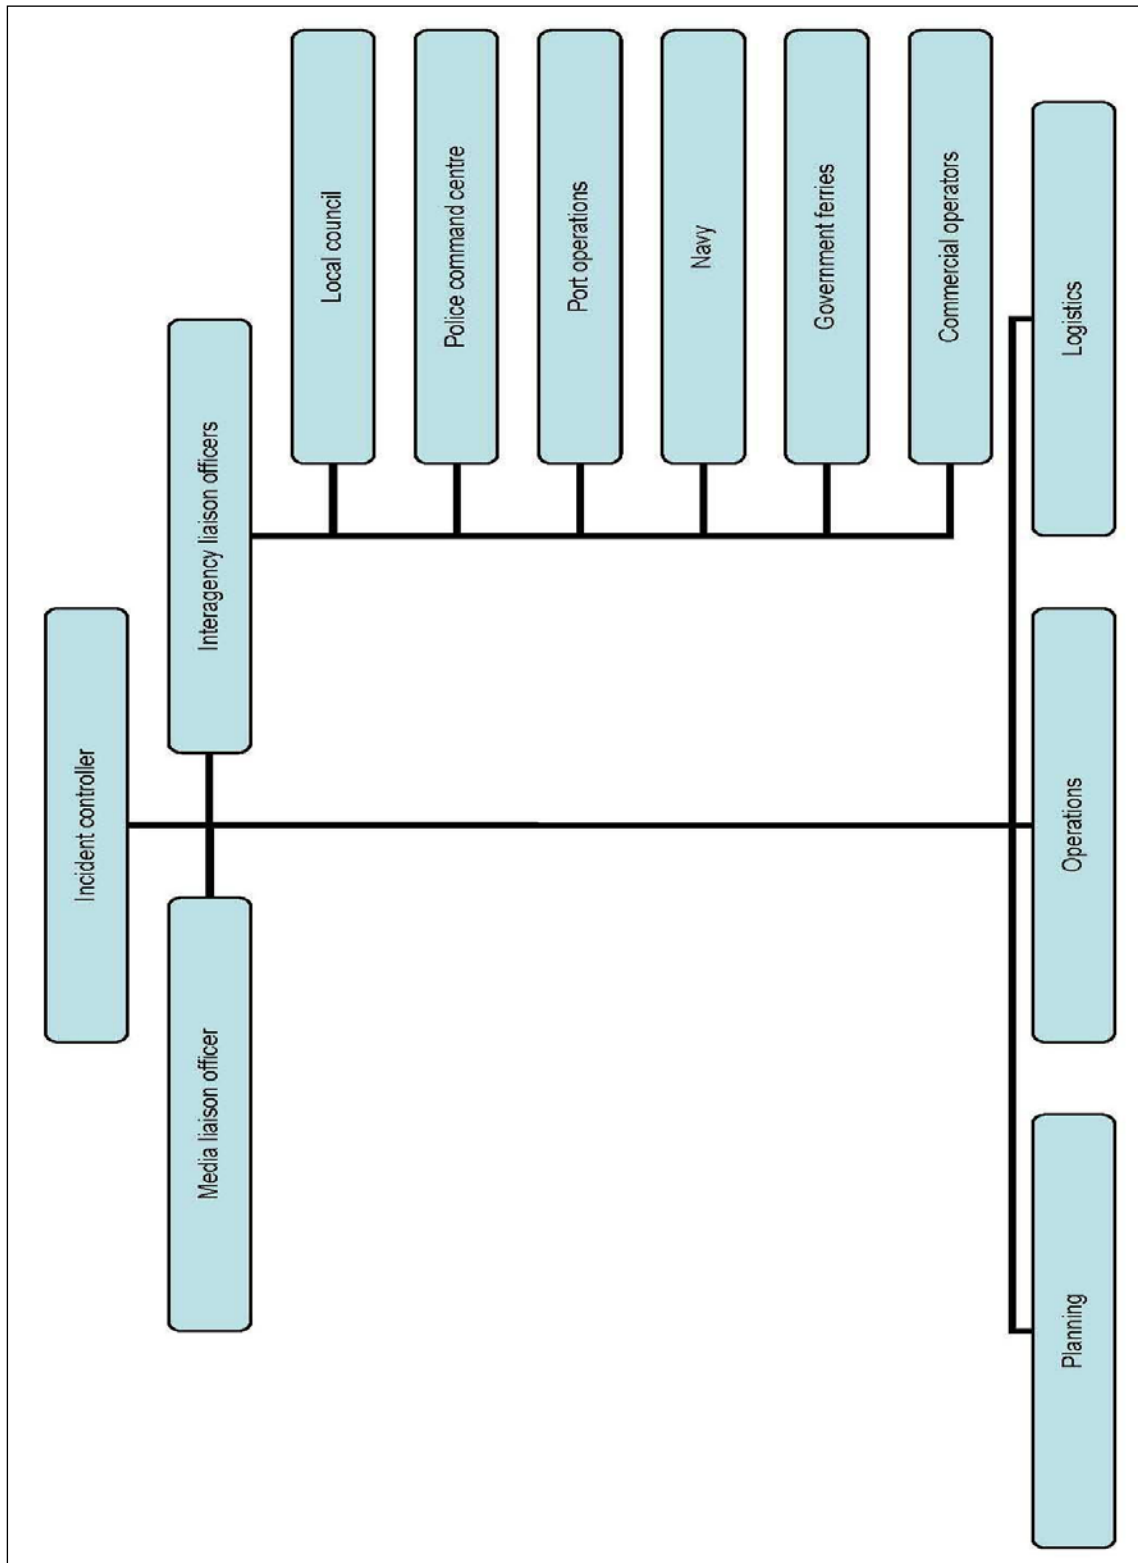 Incident controller
Media liaison officer
Interagency liaison officers
Local council
Police command centre
Port operations
Navy
Government ferries
Commercial operators
Planning
Operations
Logistics